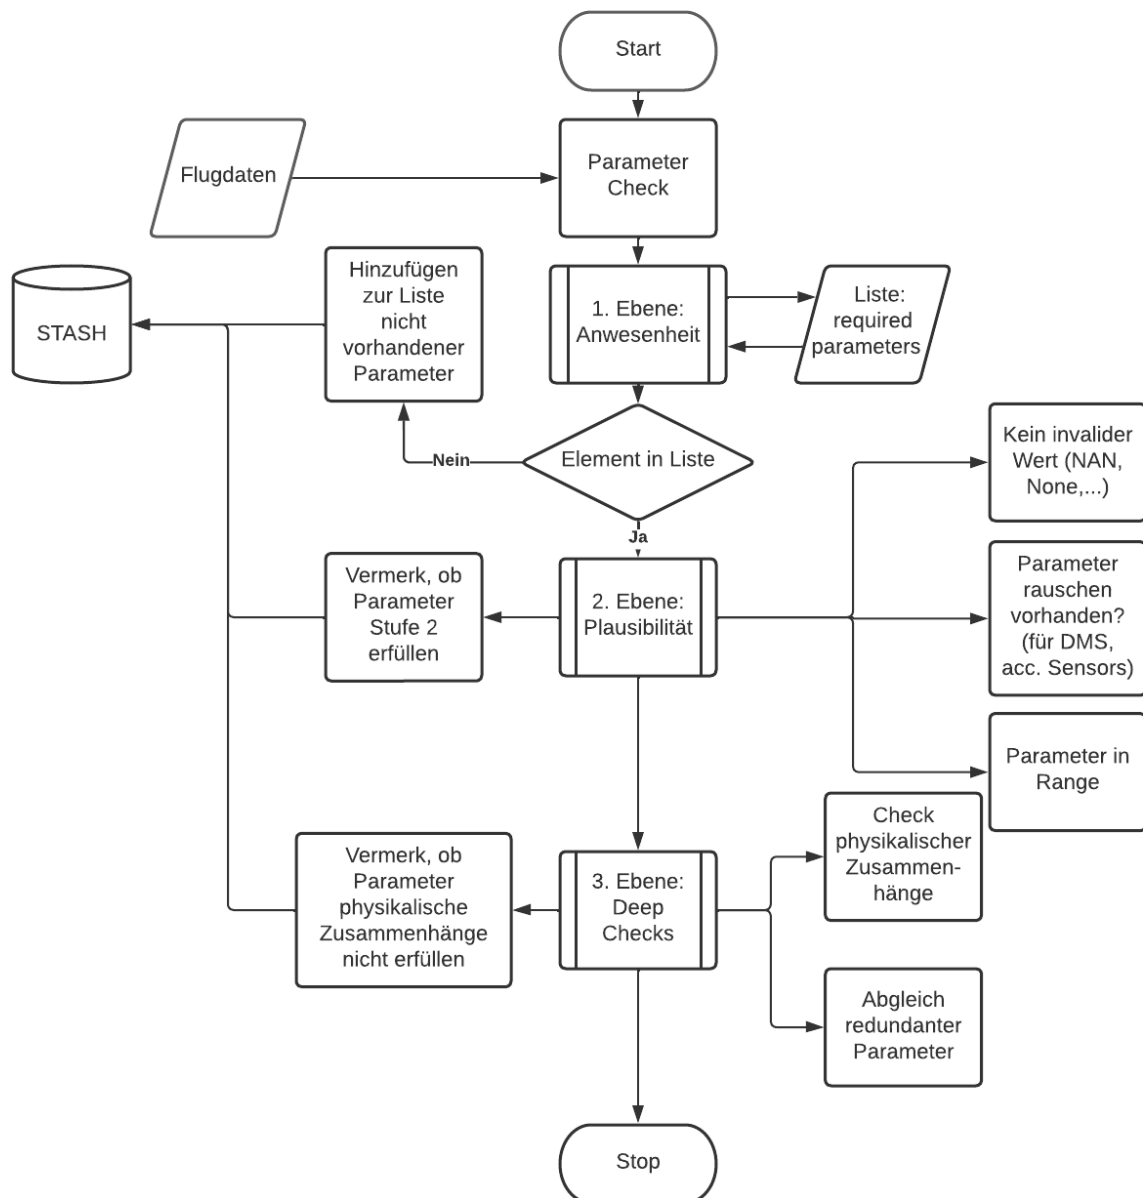 Start
Flugdaten
Parameter
Check
STASH
Hinzufügen
zur Liste
nicht
vorhandener
Parameter
1. Ebene:
Anwesenheit
Liste:
required
parameters
Nein
Element in Liste
Ja
Kein invalider
Wert (NAN,
None,...)
Vermerk, ob
Parameter
Stufe 2
erfüllen
2. Ebene:
Plausibilität
Parameter
rauschen
vorhanden?
(für DMS,
acc. Sensors)
Parameter in
Range
Vermerk, ob
Parameter
physikalische
Zusammenhänge
nicht erfüllen
3. Ebene:
Deep
Checks
Check
physikalischer
Zusammen-
hänge
Abgleich
redundanter
Parameter
Stop